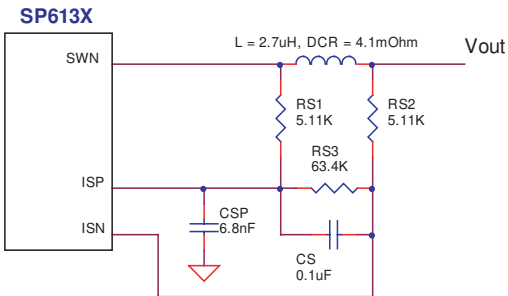 SP613X
L = 2.7uH, DCR = 4.1mOhm
Vout
SWN
RS1
5.11K
RS2
5.11K
RS3
63.4K
ISP
CSP
6.8nF
ISN
CS
0.1uF